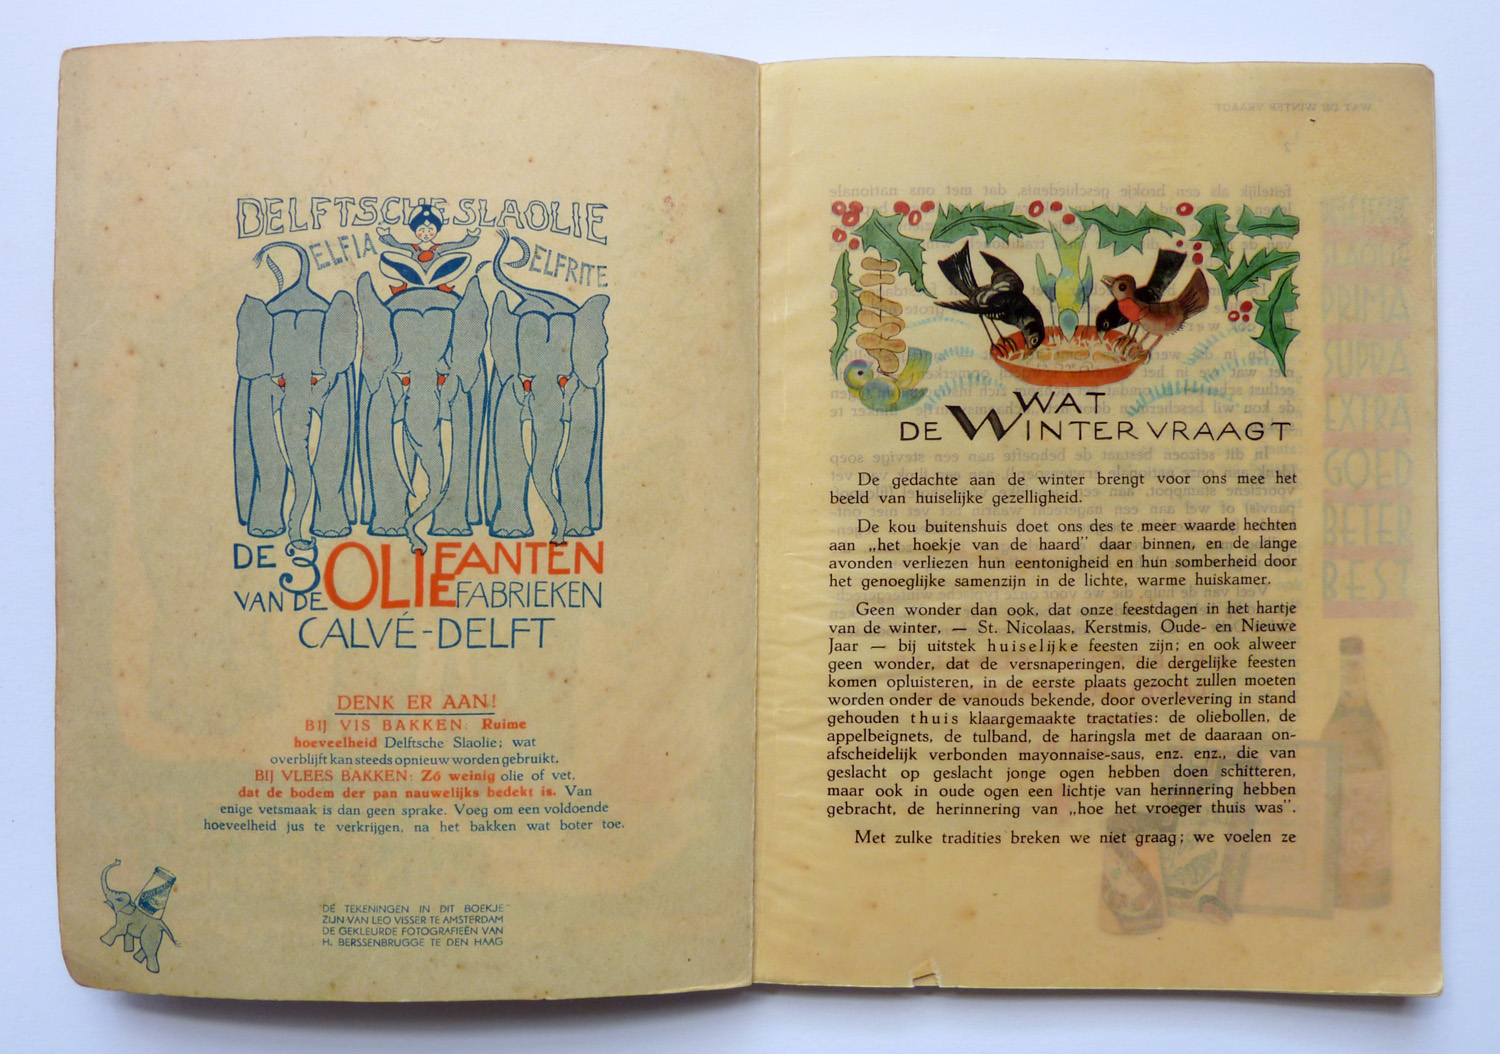 DELFTSCHE SLAOLIE
DELFIA
DELFRITE
DE 3 OLIEFANTEN
VAN DE FABRIEKEN
CALVÉ-DELFT
DENK ER AAN!
BIJ VIS BAKKEN: Ruime
hoeveelheid Delftsche Slaolie; wat
overblijft kan steeds opnieuw worden gebruikt.
BIJ VLEES BAKKEN: Zó weinig olie of vet,
dat de bodem der pan nauwelijks bedekt is. Van
enige vetsmaak is dan geen sprake. Voeg om een voldoende
hoeveelheid jus te verkrijgen, na het bakken wat boter toe.
DE TEKENINGEN IN DIT BOEKJE
ZIJN VAN LEO VISSER TE AMSTERDAM
DE GEKLEURDE FOTOGRAFIEËN VAN
H. BERSSENBRUGGE TE DEN HAAG
WAT
DE WINTER VRAAGT
De gedachte aan de winter brengt voor ons mee het
beeld van huiselijke gezelligheid.
De kou buitenshuis doet ons des te meer waarde hechten
aan „het hoekje van de haard” daar binnen, en de lange
avonden verliezen hun eentonigheid en hun somberheid door
het genoeglijke samenzijn in de lichte, warme huiskamer.
Geen wonder dan ook, dat onze feestdagen in het hartje
van de winter, — St. Nicolaas, Kerstmis, Oude- en Nieuwe
Jaar — bij uitstek huiselijke feesten zijn; en ook alweer
geen wonder, dat de versnaperingen, die dergelijke feesten
komen opluisteren, in de eerste plaats gezocht zullen moeten
worden onder de vanouds bekende, door overlevering in stand
gehouden thuis klaargemaakte tractaties: de oliebollen, de
appelbeignets, de tulband, de haringsla met de daaraan on-
afscheidelijk verbonden mayonnaise-saus, enz. enz., die van
geslacht op geslacht jonge ogen hebben doen schitteren,
maar ook in oude ogen een lichtje van herinnering hebben
gebracht, de herinnering van „hoe het vroeger thuis was”.
Met zulke tradities breken we niet graag; we voelen ze